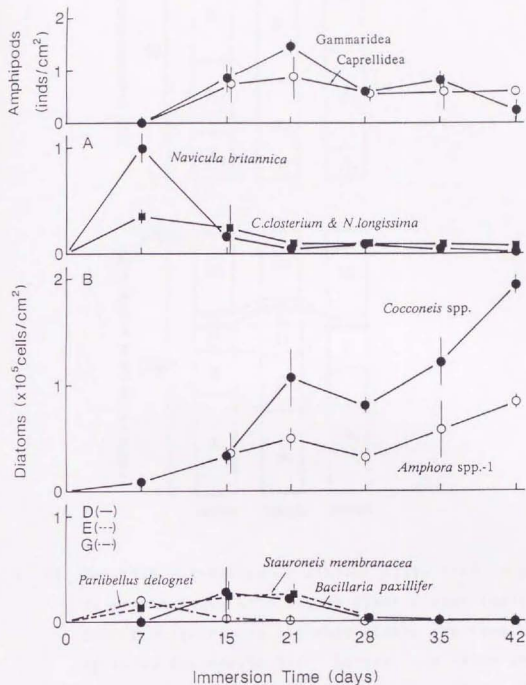 Amphipods
(inds/cm²)
2
1
0
Gammaridea
Caprellidea
A
1
0
Navicula britannica
C.closterium & N.longissima
B
Diatoms (x10⁵cells/cm²)
2
1
0
Cocconeis spp.
Amphora spp.-1
D(—)
E(---)
G(-·-)
1
0
Parlibellus delognei
Stauroneis membranacea
Bacillaria paxillifer
0 7 15 21 28 35 42
Immersion Time (days)